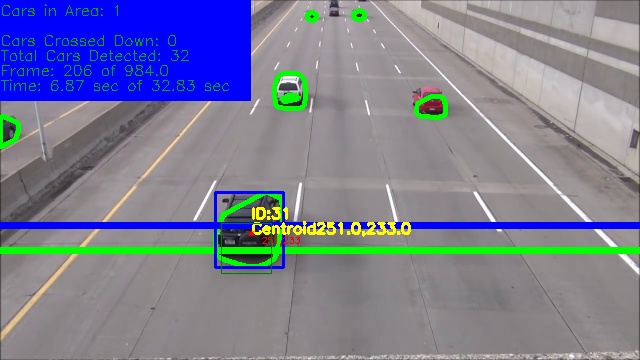 Cars in Area: 1
Cars Crossed Down: 0
Total Cars Detected: 32
Frame: 206 of 984.0
Time: 6.87 sec of 32.83 sec
ID:31
Centroid251.0,233.0